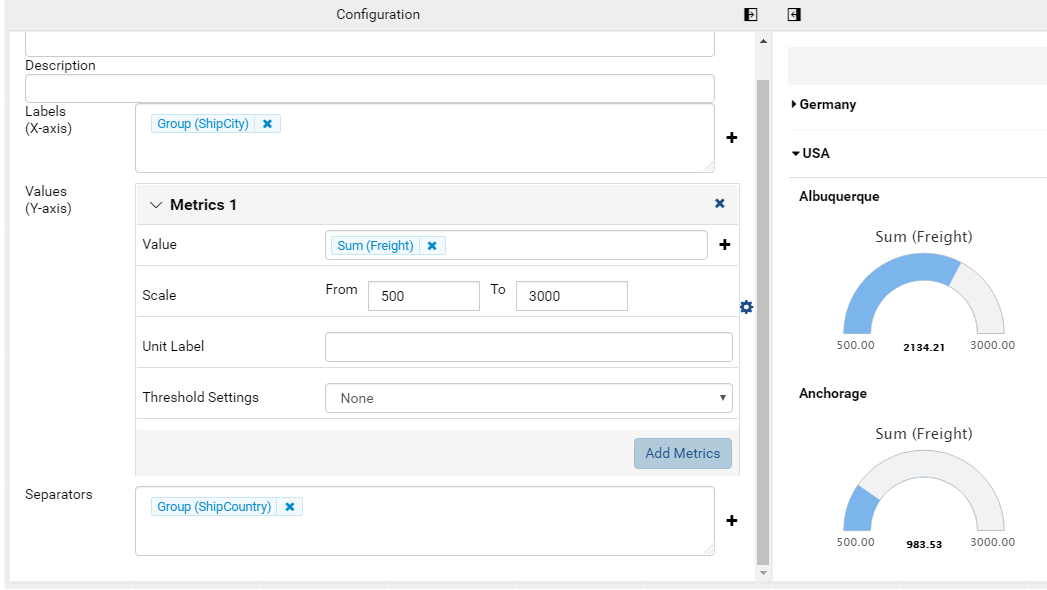 Configuration
Description
Labels
(X-axis)
Group (ShipCity)
Values
(Y-axis)
Metrics 1
Value
Sum (Freight)
Scale
From
500
To
3000
Unit Label
Threshold Settings
None
Add Metrics
Separators
Group (ShipCountry)
Germany
USA
Albuquerque
Sum (Freight)
500.00
2134.21
3000.00
Anchorage
Sum (Freight)
500.00
983.53
3000.00